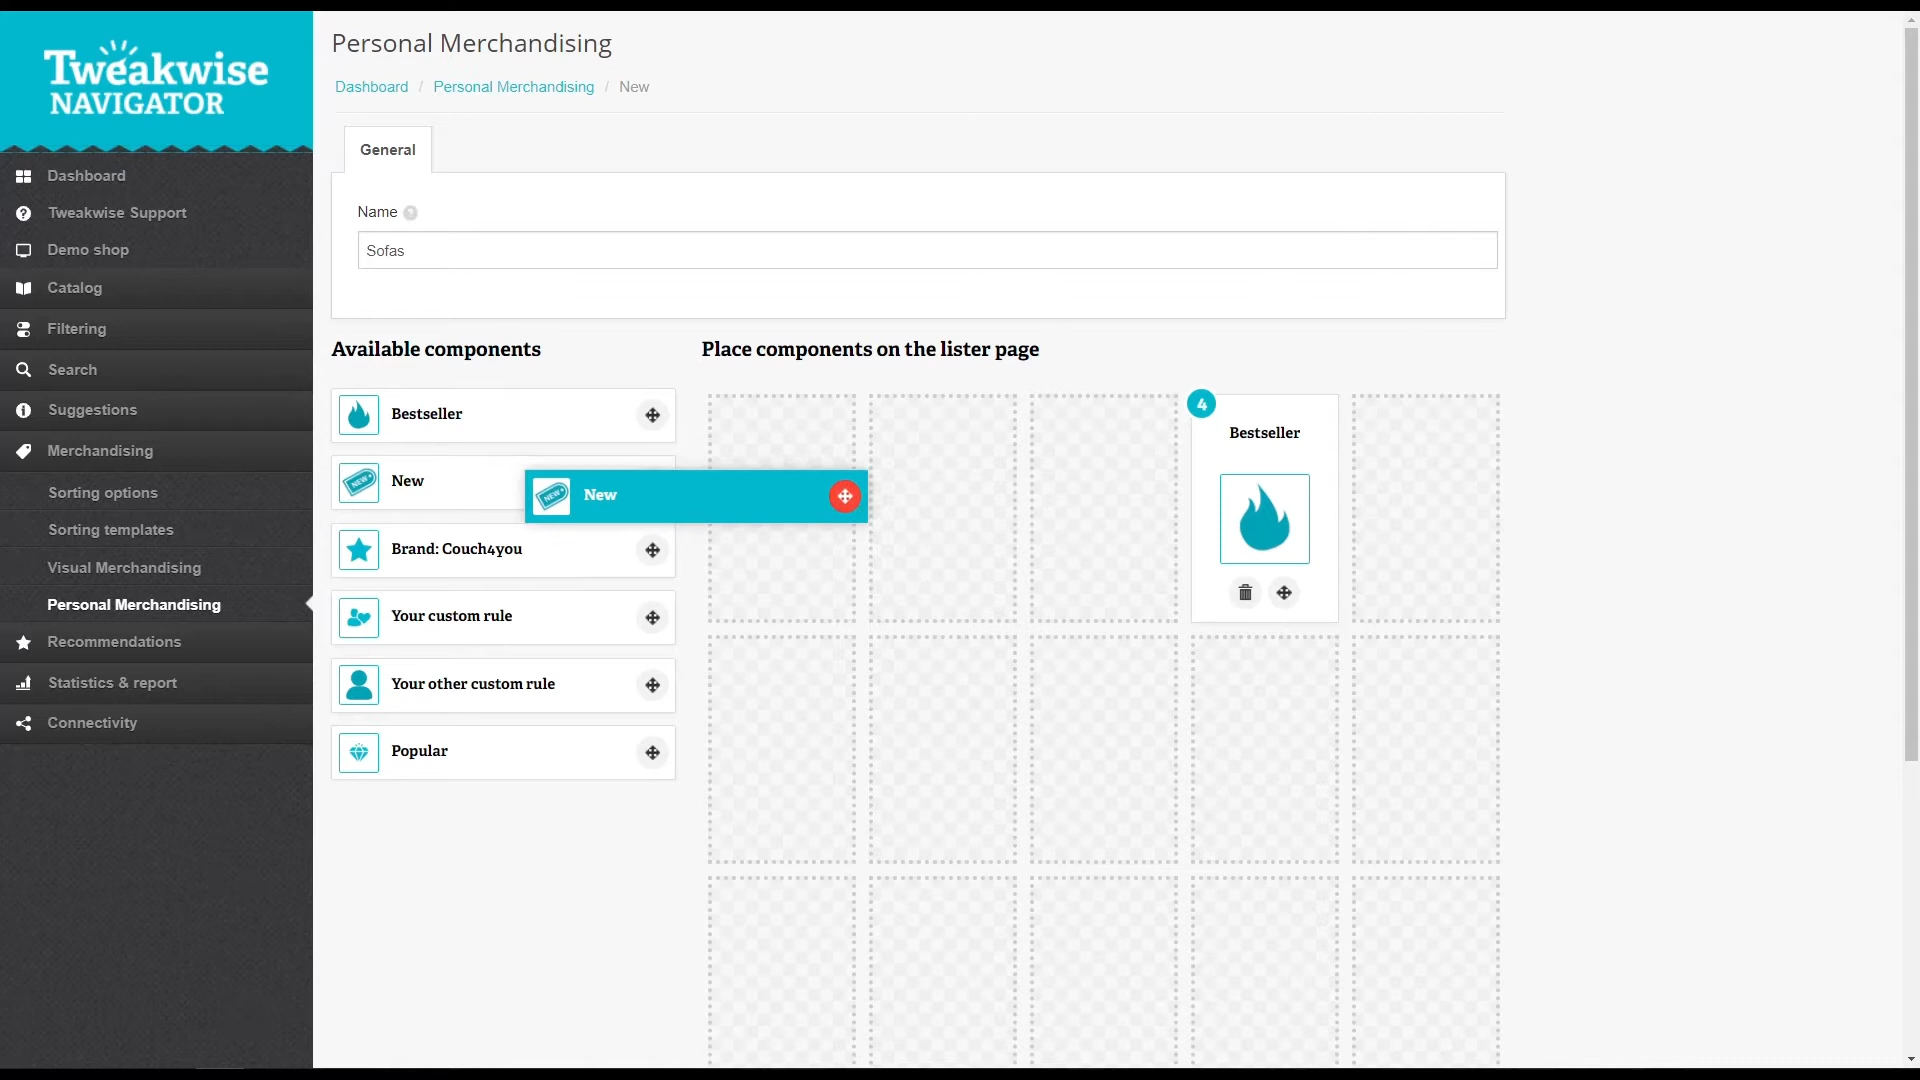 Tweakwise
NAVIGATOR
Dashboard
Tweakwise Support
Demo shop
Catalog
Filtering
Search
Suggestions
Merchandising
Sorting options
Sorting templates
Visual Merchandising
Personal Merchandising
Recommendations
Statistics & report
Connectivity
Personal Merchandising
Dashboard / Personal Merchandising / New
General
Name ?
Sofas
Available components
Bestseller
NEW New
Brand: Couch4you
Your custom rule
Your other custom rule
Popular
NEW New
Place components on the lister page
4
Bestseller